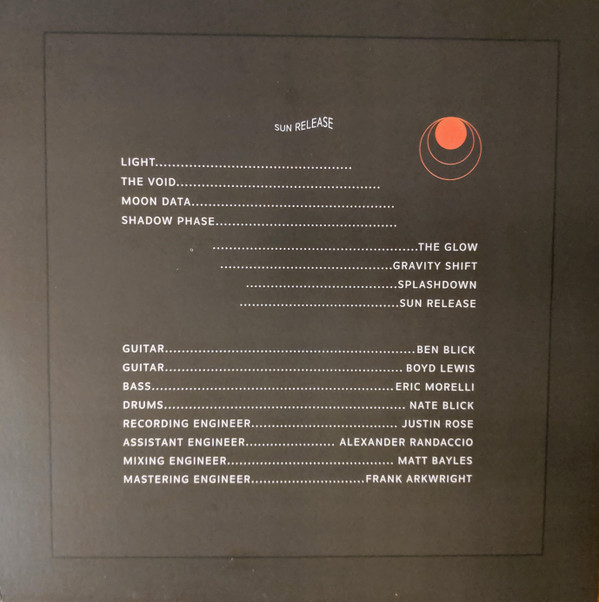 SUN RELEASE
LIGHT................................................
THE VOID..................................................
MOON DATA..................................................
SHADOW PHASE.............................................
...................................................THE GLOW
...........................................GRAVITY SHIFT
......................................SPLASHDOWN
........................................SUN RELEASE
GUITAR..............................................................BEN BLICK
GUITAR........................................................... BOYD LEWIS
BASS............................................................ERIC MORELLI
DRUMS............................................................ NATE BLICK
RECORDING ENGINEER.................................... JUSTIN ROSE
ASSISTANT ENGINEER...................... ALEXANDER RANDACCIO
MIXING ENGINEER......................................... MATT BAYLES
MASTERING ENGINEER............................FRANK ARKWRIGHT